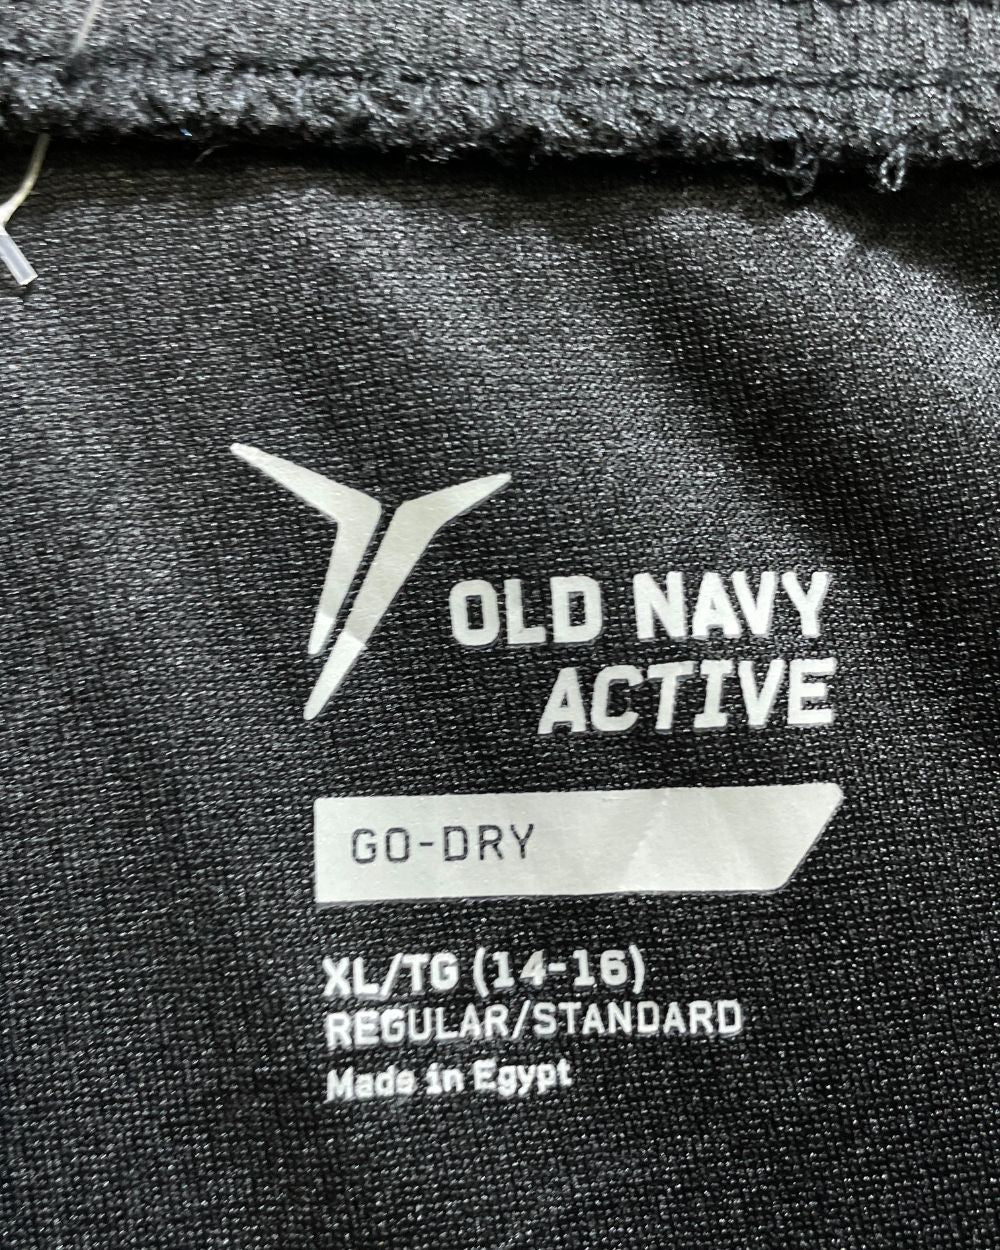 OLD NAVY
ACTIVE
GO-DRY
XL/TG (14-16)
REGULAR/STANDARD
Made in Egypt